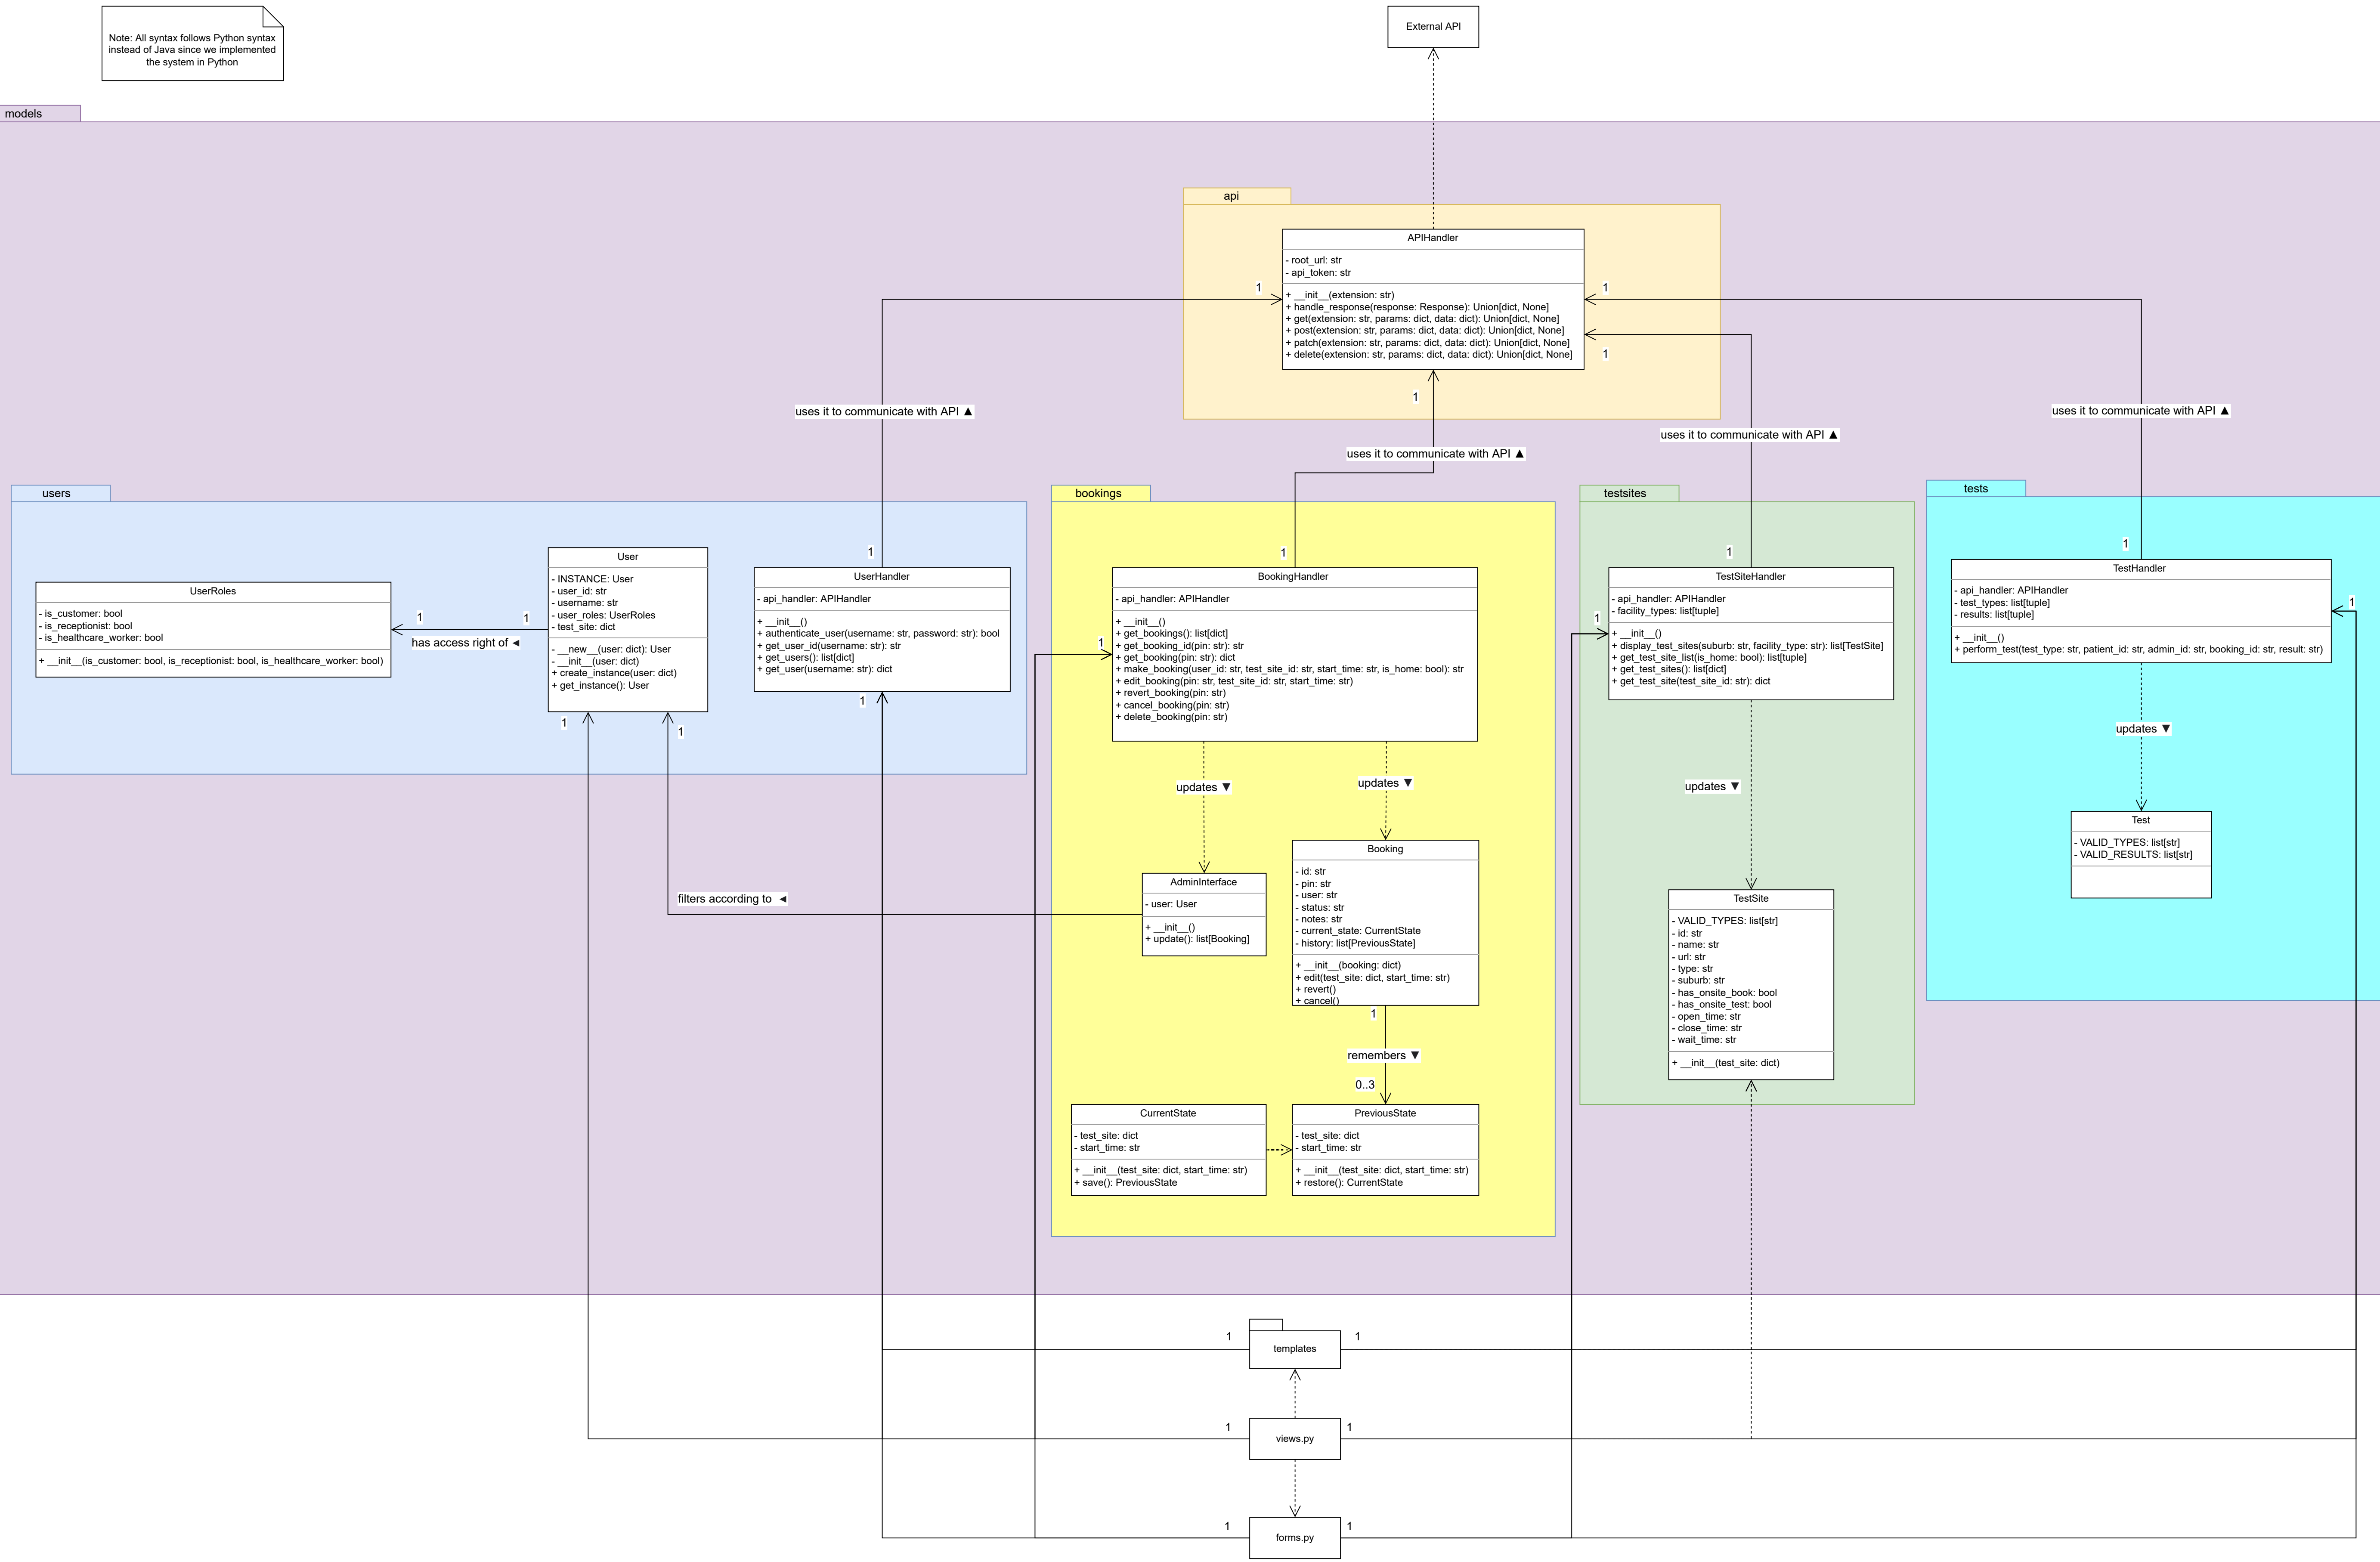 Note: All syntax follows Python syntax
instead of Java since we implemented
the system in Python
External API
models
api
APIHandler
- root_url: str
- api_token: str
+ __init__(extension: str)
+ handle_response(response: Response): Union[dict, None]
+ get(extension: str, params: dict, data: dict): Union[dict, None]
+ post(extension: str, params: dict, data: dict): Union[dict, None]
+ patch(extension: str, params: dict, data: dict): Union[dict, None]
+ delete(extension: str, params: dict, data: dict): Union[dict, None]
1
1
1
1
uses it to communicate with API ▲
uses it to communicate with API ▲
uses it to communicate with API ▲
uses it to communicate with API ▲
users
UserRoles
- is_customer: bool
- is_receptionist: bool
- is_healthcare_worker: bool
+ __init__(is_customer: bool, is_receptionist: bool, is_healthcare_worker: bool)
1
1
has access right of ◄
User
- INSTANCE: User
- user_id: str
- username: str
- user_roles: UserRoles
- test_site: dict
- __new__(user: dict): User
- __init__(user: dict)
+ create_instance(user: dict)
+ get_instance(): User
1
1
1
UserHandler
- api_handler: APIHandler
+ __init__()
+ authenticate_user(username: str, password: str): bool
+ get_user_id(username: str): str
+ get_users(): list[dict]
+ get_user(username: str): dict
1
bookings
1
BookingHandler
- api_handler: APIHandler
+ __init__()
+ get_bookings(): list[dict]
+ get_booking_id(pin: str): str
+ get_booking(pin: str): dict
+ make_booking(user_id: str, test_site_id: str, start_time: str, is_home: bool): str
+ edit_booking(pin: str, test_site_id: str, start_time: str)
+ revert_booking(pin: str)
+ cancel_booking(pin: str)
+ delete_booking(pin: str)
1
updates ▼
updates ▼
AdminInterface
- user: User
+ __init__()
+ update(): list[Booking]
filters according to ◄
Booking
- id: str
- pin: str
- user: str
- status: str
- notes: str
- current_state: CurrentState
- history: list[PreviousState]
+ __init__(booking: dict)
+ edit(test_site: dict, start_time: str)
+ revert()
+ cancel()
1
remembers ▼
0..3
CurrentState
- test_site: dict
- start_time: str
+ __init__(test_site: dict, start_time: str)
+ save(): PreviousState
PreviousState
- test_site: dict
- start_time: str
+ __init__(test_site: dict, start_time: str)
+ restore(): CurrentState
testsites
1
TestSiteHandler
- api_handler: APIHandler
- facility_types: list[tuple]
+ __init__()
+ display_test_sites(suburb: str, facility_type: str): list[TestSite]
+ get_test_site_list(is_home: bool): list[tuple]
+ get_test_sites(): list[dict]
+ get_test_site(test_site_id: str): dict
1
updates ▼
TestSite
- VALID_TYPES: list[str]
- id: str
- name: str
- url: str
- type: str
- suburb: str
- has_onsite_book: bool
- has_onsite_test: bool
- open_time: str
- close_time: str
- wait_time: str
+ __init__(test_site: dict)
tests
1
TestHandler
- api_handler: APIHandler
- test_types: list[tuple]
- results: list[tuple]
+ __init__()
+ perform_test(test_type: str, patient_id: str, admin_id: str, booking_id: str, result: str)
1
updates ▼
Test
- VALID_TYPES: list[str]
- VALID_RESULTS: list[str]
1
templates
1
1
views.py
1
1
forms.py
1